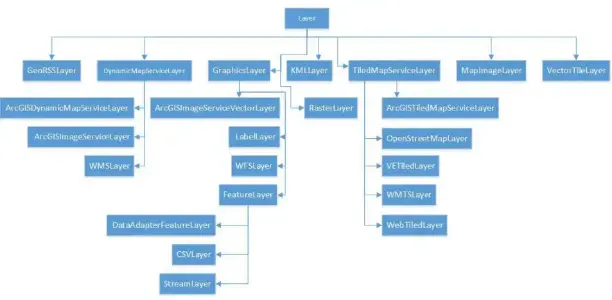 Layer
GeoRSSLayer
DynamicMapServiceLayer
GraphicsLayer
KMLLayer
TiledMapServiceLayer
MapImageLayer
VectorTileLayer
ArcGISDynamicMapServiceLayer
ArcGISImageServiceVectorLayer
RasterLayer
ArcGISTiledMapServiceLayer
ArcGISImageServiceLayer
LabelLayer
OpenStreetMapLayer
WMSLayer
WFSLayer
VETiledLayer
FeatureLayer
WMTSLayer
DataAdapterFeatureLayer
WebTiledLayer
CSVLayer
StreamLayer